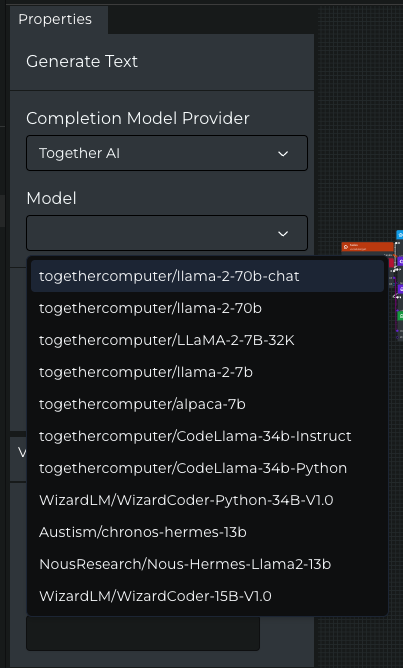 Properties
Generate Text
Completion Model Provider
Together AI
Model
togethercomputer/llama-2-70b-chat
togethercomputer/llama-2-70b
togethercomputer/LLaMA-2-7B-32K
togethercomputer/llama-2-7b
togethercomputer/alpaca-7b
togethercomputer/CodeLlama-34b-Instruct
togethercomputer/CodeLlama-34b-Python
WizardLM/WizardCoder-Python-34B-V1.0
Austism/chronos-hermes-13b
NousResearch/Nous-Hermes-Llama2-13b
WizardLM/WizardCoder-15B-V1.0